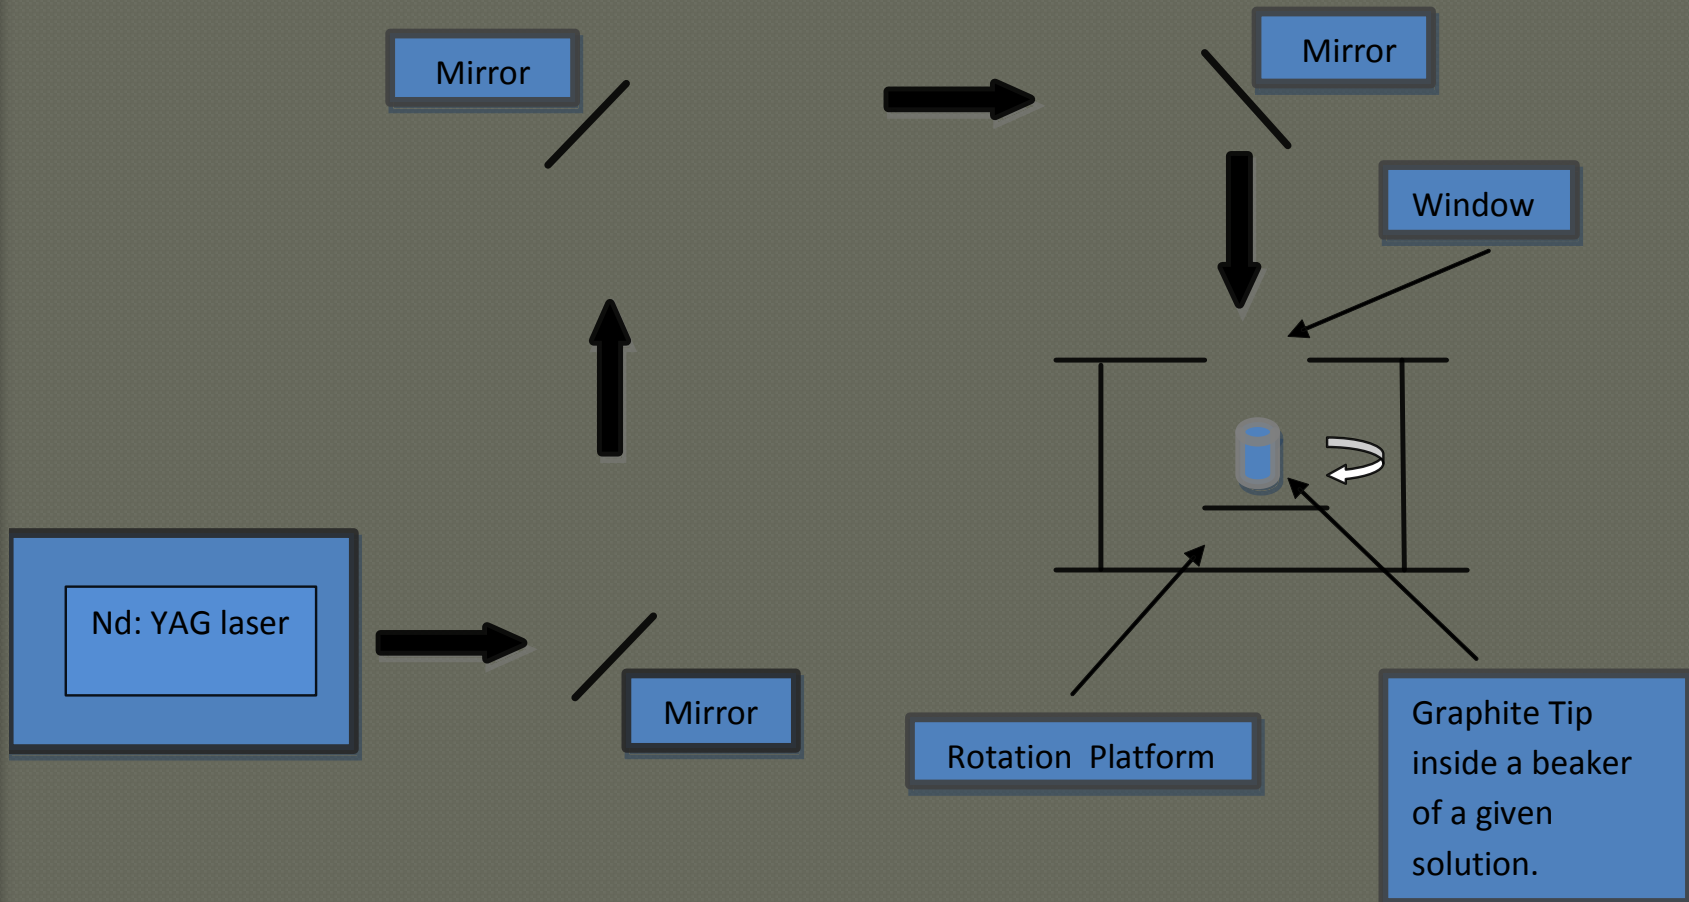 Mirror
Mirror
Window
Nd: YAG laser
Mirror
Rotation  Platform
Graphite Tip
inside a beaker
of a given
solution.